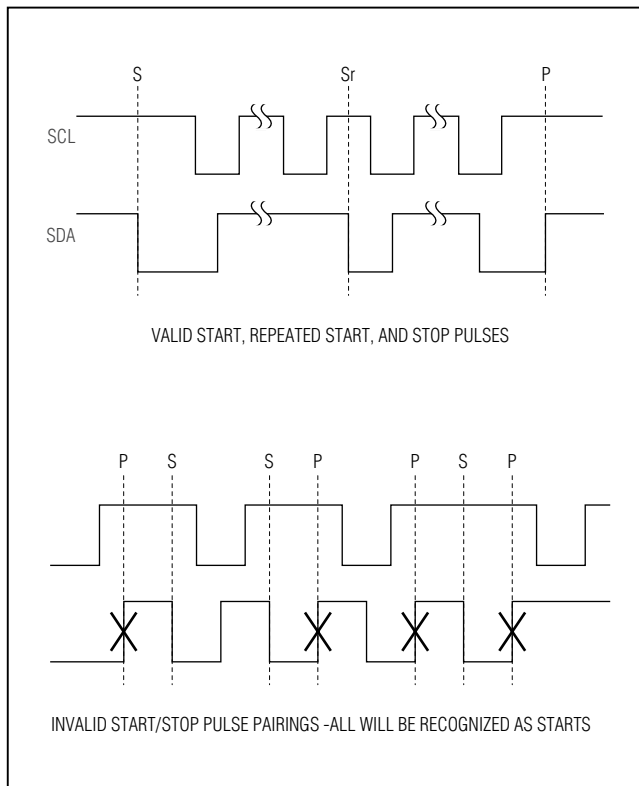 S Sr P
SCL
SDA
VALID START, REPEATED START, AND STOP PULSES
P S S P P S P
INVALID START/STOP PULSE PAIRINGS -ALL WILL BE RECOGNIZED AS STARTS